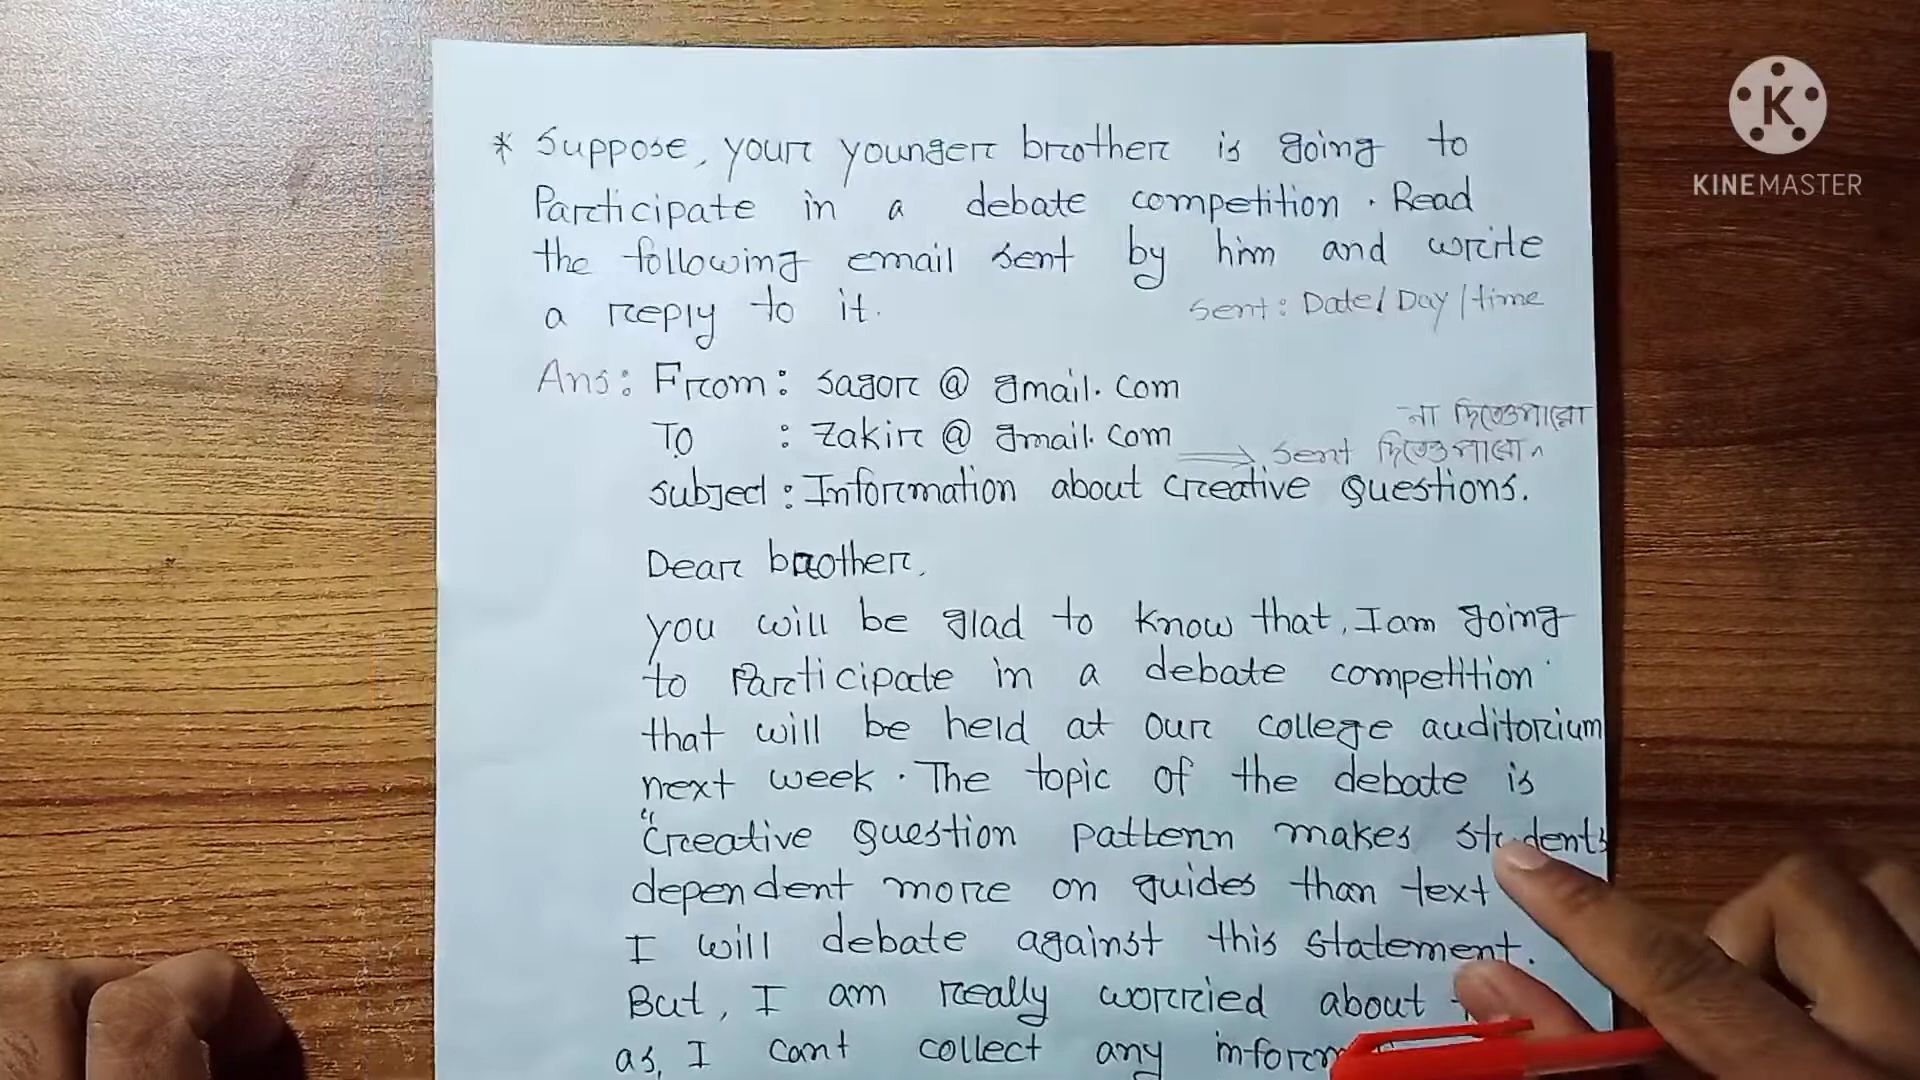 * Suppose, your younger brother is going to
Participate in a debate competition. Read
the following email sent by him and write
a reply to it.
Sent: Date/Day/time
Ans: From: sagor@gmail.com
To : zakir@gmail.com
না দিতেওপারো
→ sent দিতেওপারো।
subject: Information about creative questions.
Dear brother,
you will be glad to know that, I am going
to participate in a debate competition
that will be held at our college auditorium
next week. The topic of the debate is
"Creative question pattern makes students
dependent more on guides than text
I will debate against this statement.
But, I am really worried about
as, I cant collect any
K
KINEMASTER